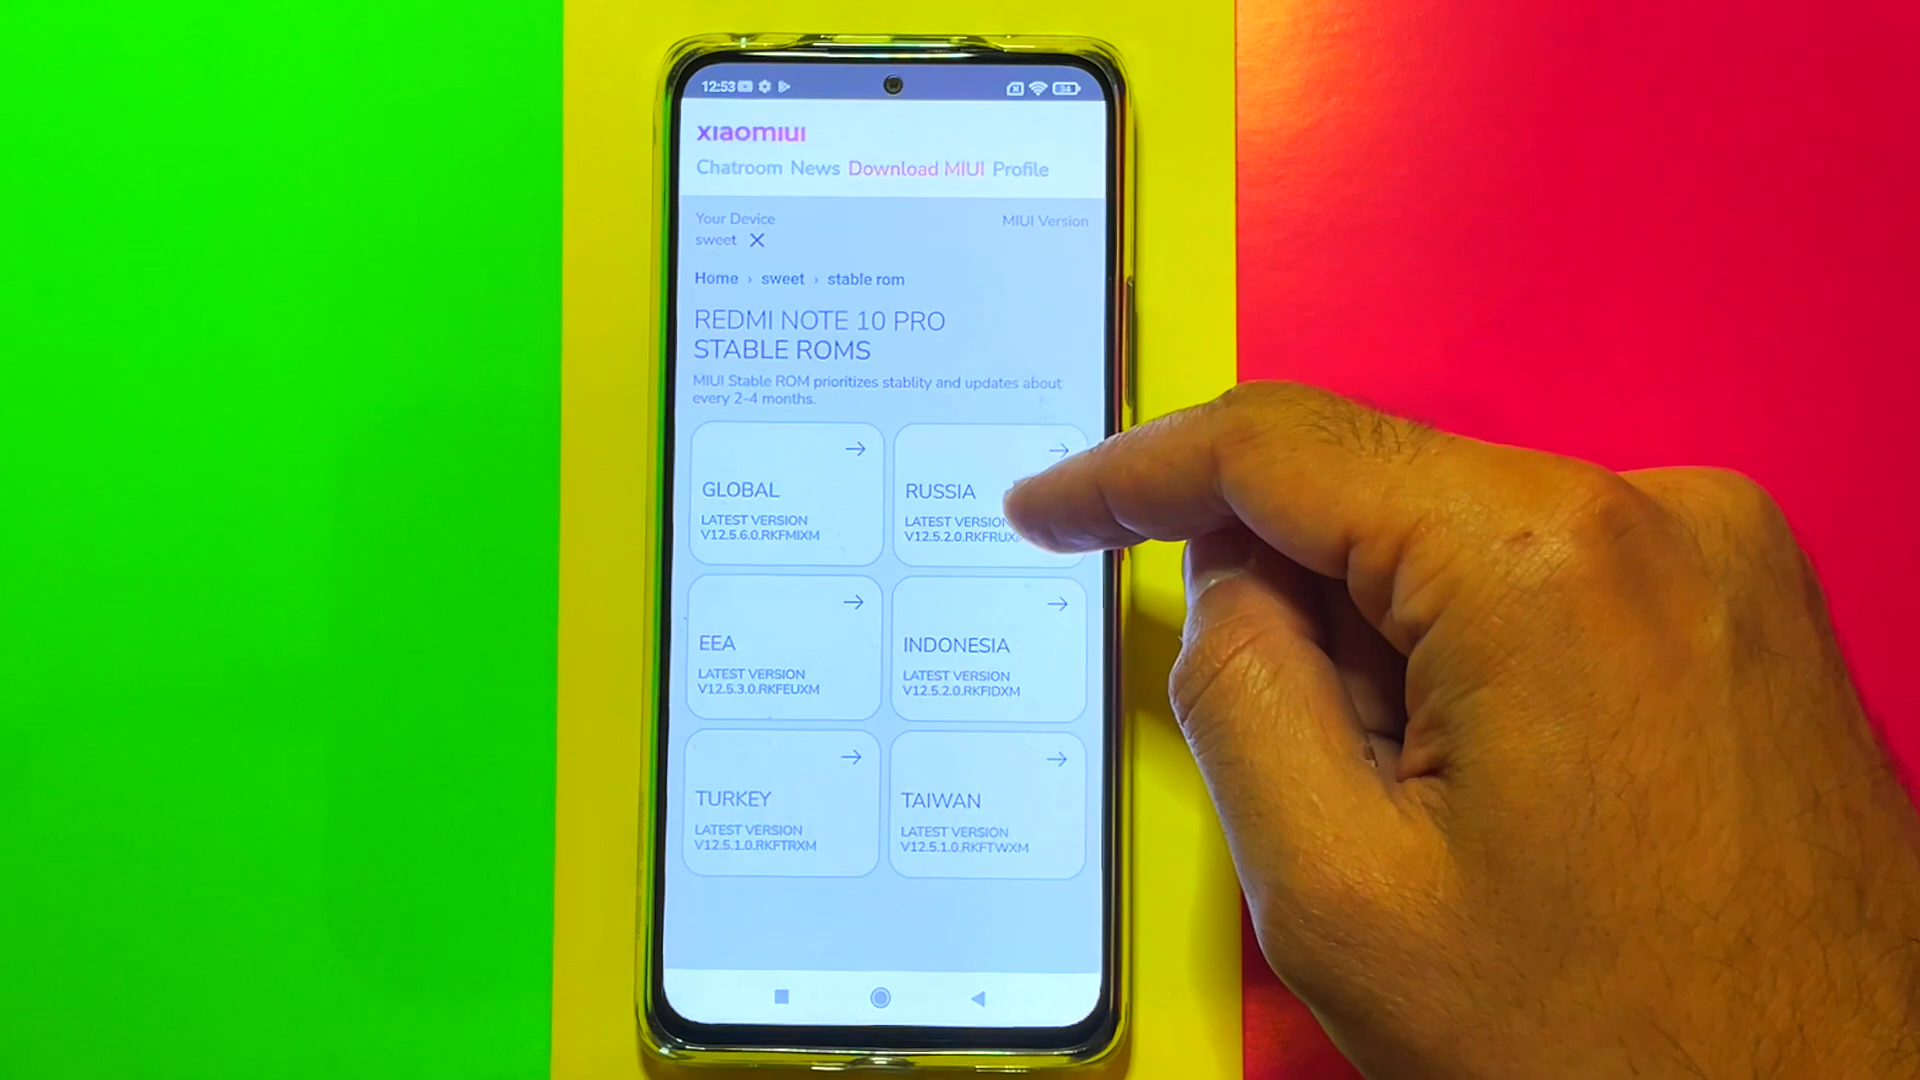 12:53
34
xiaomiui
Chatroom News Download MIUI Profile
Your Device
MIUI Version
sweet
Home › sweet › stable rom
REDMI NOTE 10 PRO
STABLE ROMS
MIUI Stable ROM prioritizes stablity and updates about
every 2-4 months.
GLOBAL
LATEST VERSION
V12.5.6.0.RKFMIXM
RUSSIA
LATEST VERSION
V12.5.2.0.RKFRUX
EEA
LATEST VERSION
V12.5.3.0.RKFEUXM
INDONESIA
LATEST VERSION
V12.5.2.0.RKFIDXM
TURKEY
LATEST VERSION
V12.5.1.0.RKFTRXM
TAIWAN
LATEST VERSION
V12.5.1.0.RKFTWXM